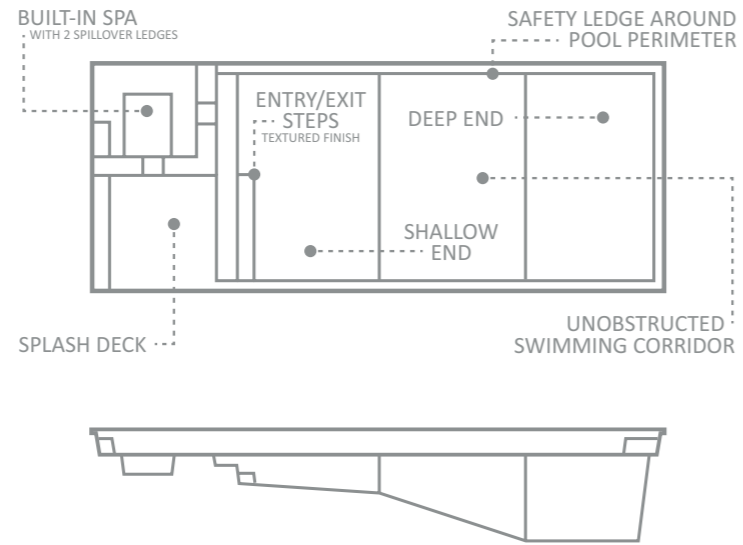 BUILT-IN SPA
WITH 2 SPILLOVER LEDGES
SAFETY LEDGE AROUND
POOL PERIMETER
ENTRY/EXIT
STEPS
TEXTURED FINISH
DEEP END
SHALLOW
END
SPLASH DECK
UNOBSTRUCTED
SWIMMING CORRIDOR